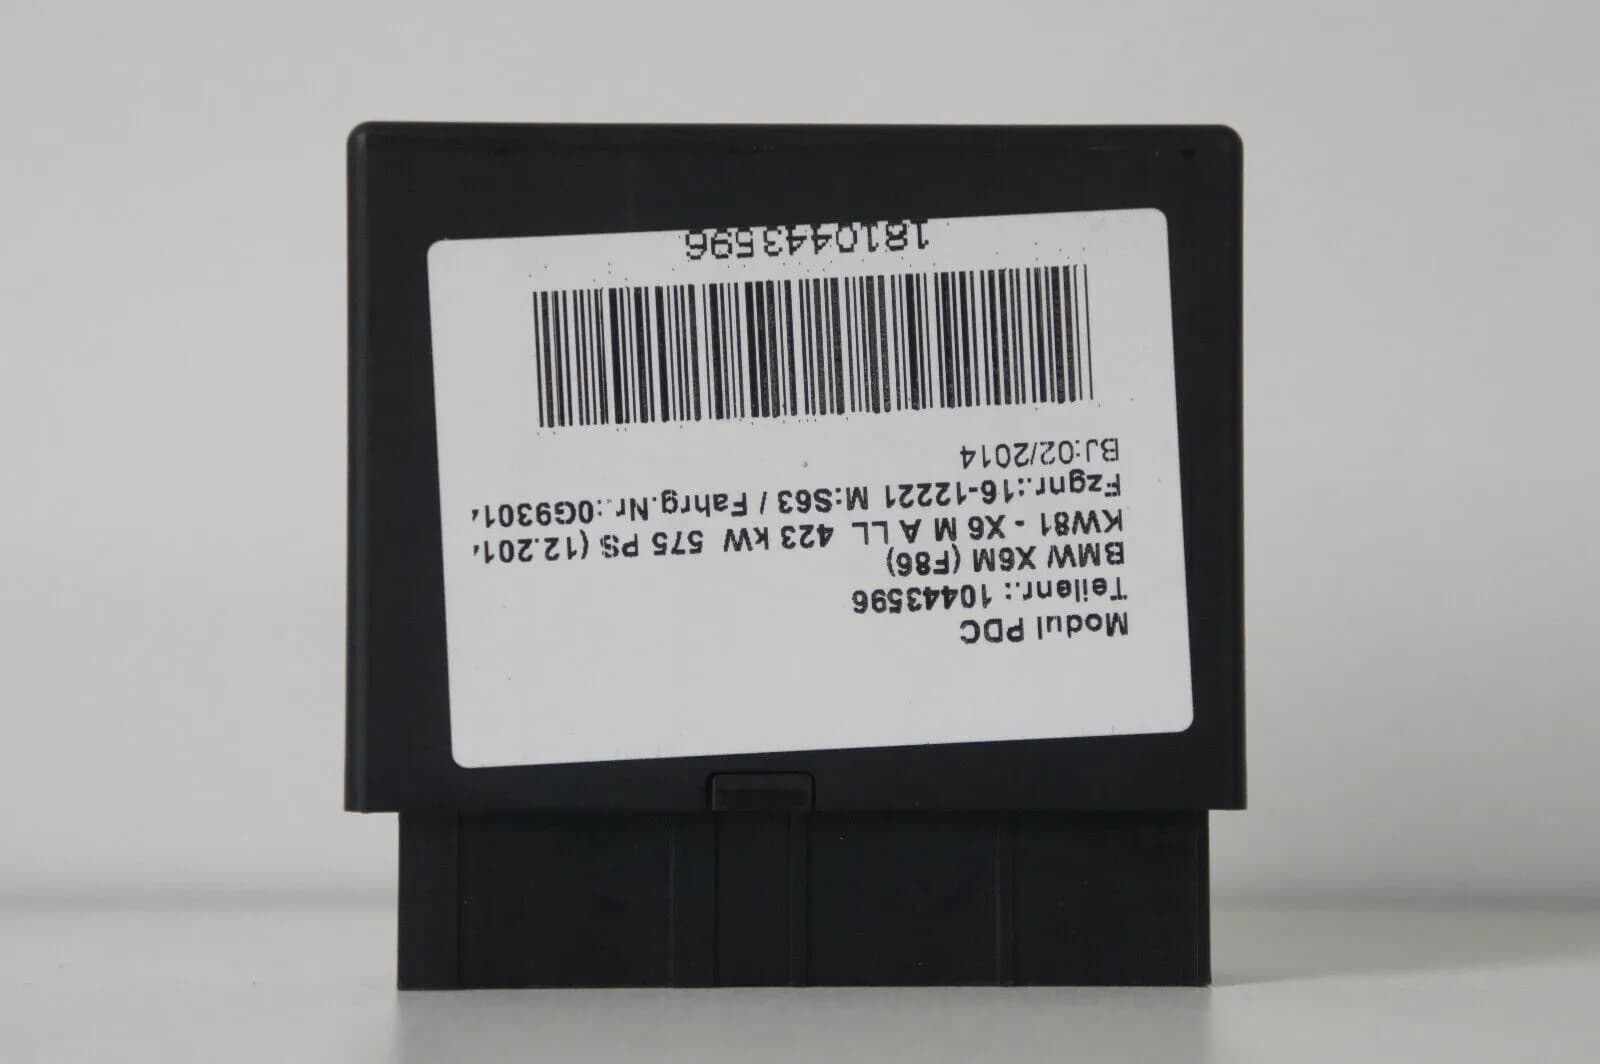 Modul PDC
Teilenr.: 10443596
BMW X6M (F86)
KW81 - X6 M A LL 423 kW 575 PS (12.201
Fzgnr.:16-12221 M:S63 / Fahrg.Nr.:0G9301
BJ:02/2014
1810443596